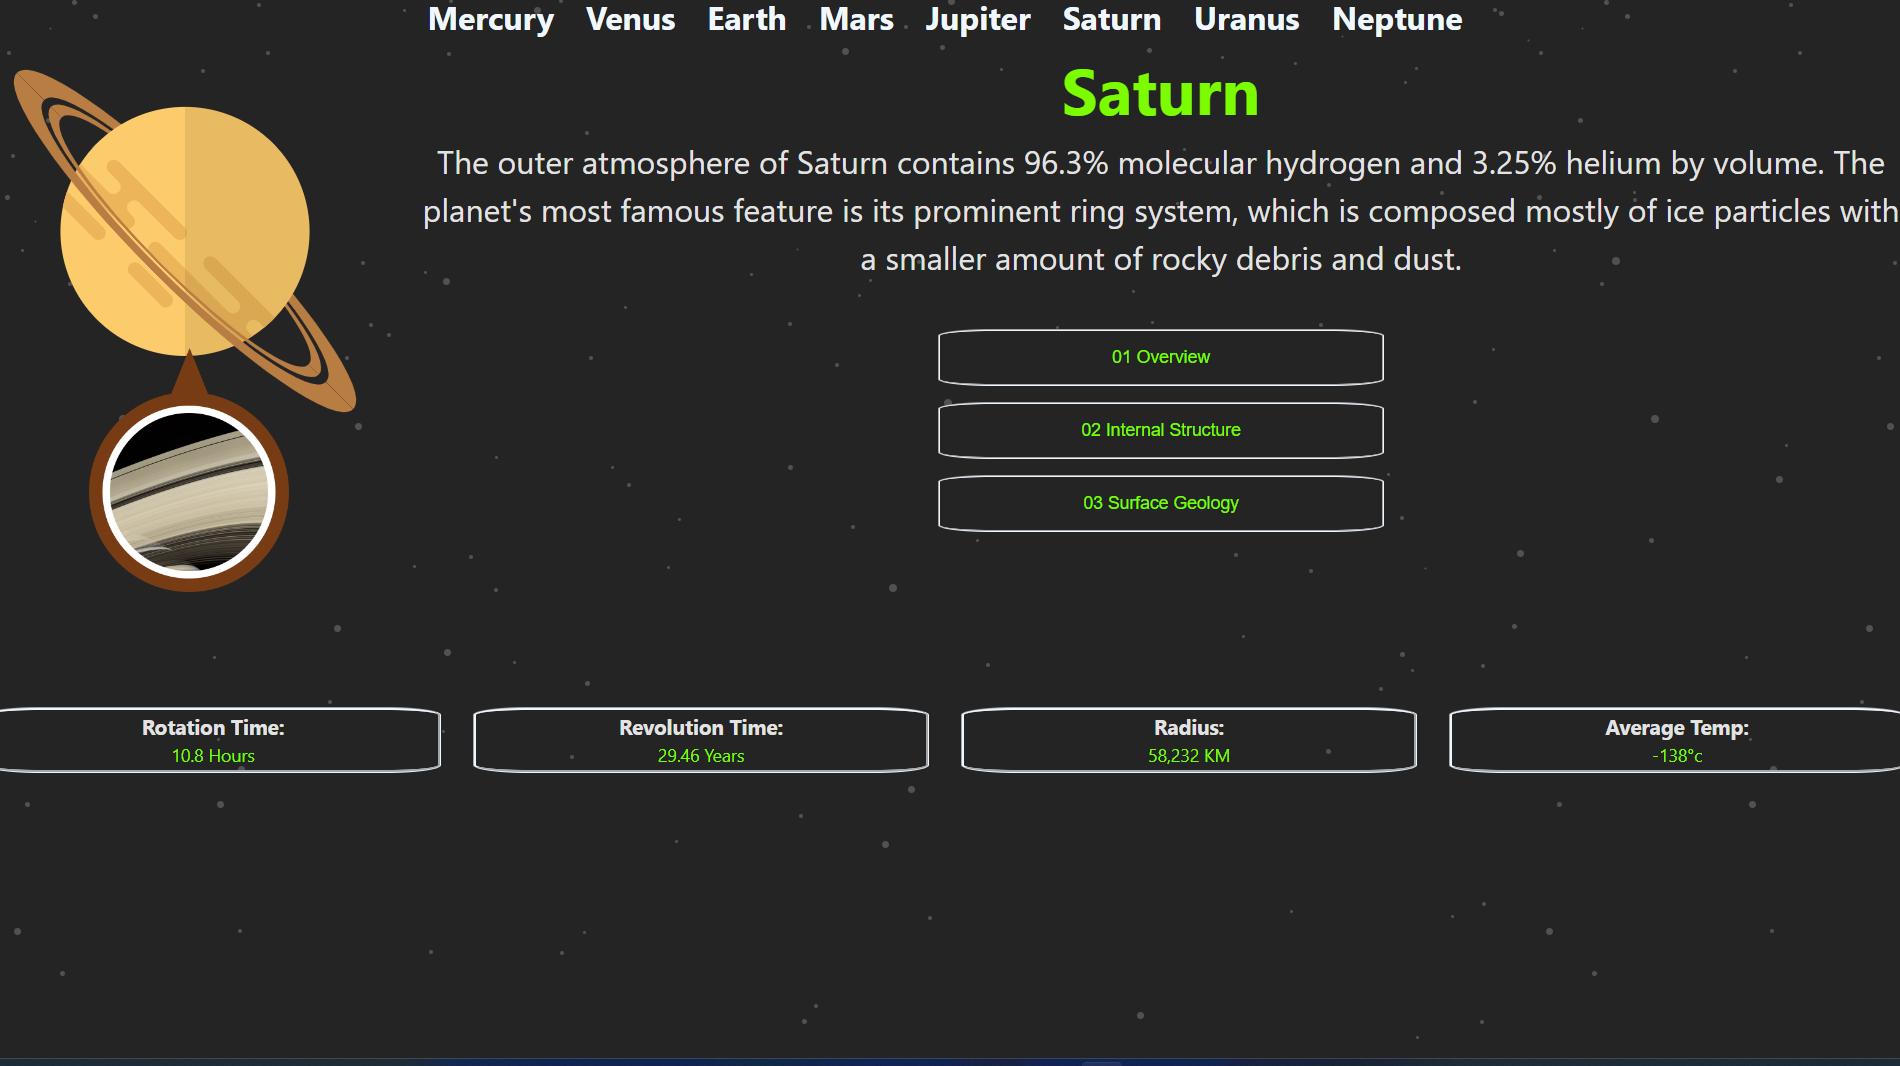 Mercury Venus Earth Mars Jupiter Saturn Uranus Neptune
Saturn
The outer atmosphere of Saturn contains 96.3% molecular hydrogen and 3.25% helium by volume. The
planet's most famous feature is its prominent ring system, which is composed mostly of ice particles with
a smaller amount of rocky debris and dust.
01 Overview
02 Internal Structure
03 Surface Geology
Rotation Time:
10.8 Hours
Revolution Time:
29.46 Years
Radius:
58,232 KM
Average Temp:
-138°c